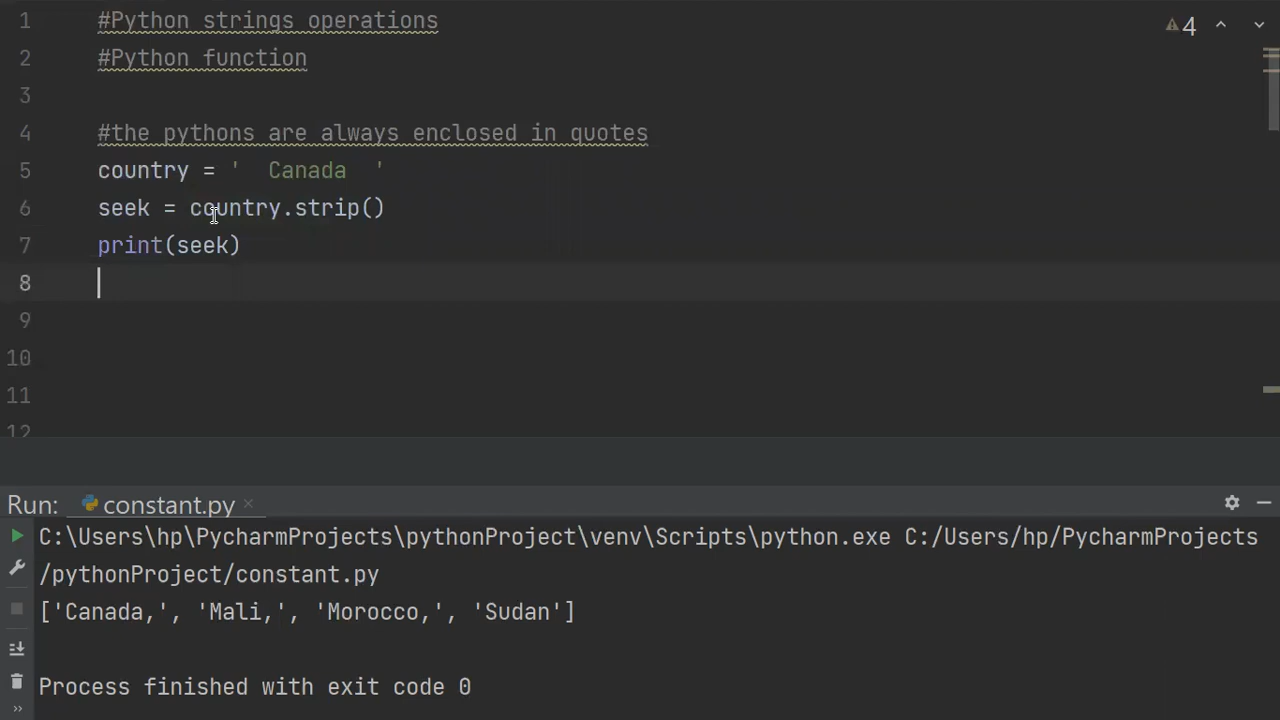 1 #Python strings operations
4
2 #Python function
3
4 #the pythons are always enclosed in quotes
5 country = '  Canada  '
6 seek = country.strip()
7 print(seek)
8
9
10
11
12
Run: constant.py ×
C:\Users\hp\PycharmProjects\pythonProject\venv\Scripts\python.exe C:/Users/hp/PycharmProjects
/pythonProject/constant.py
['Canada,', 'Mali,', 'Morocco,', 'Sudan']
Process finished with exit code 0